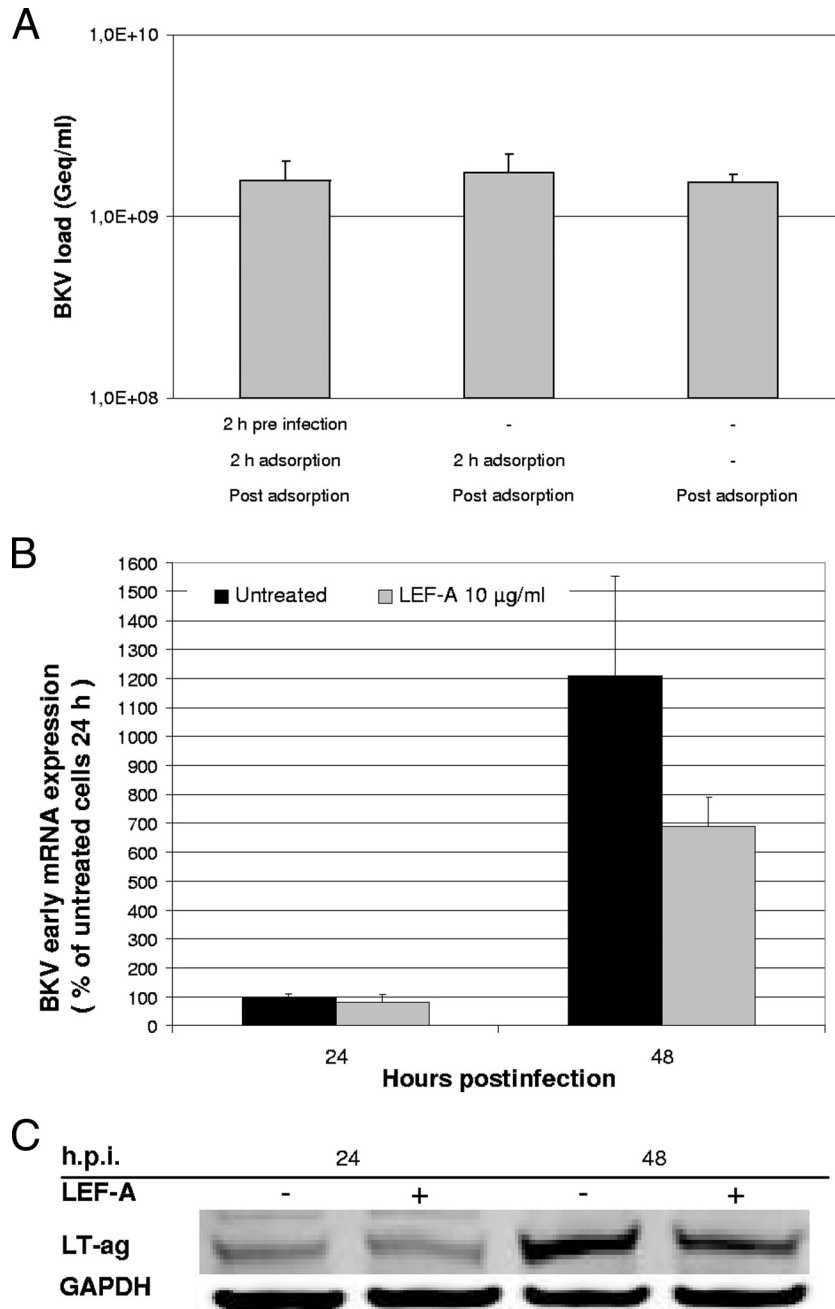 A
BKV load (Geq/ml)
1,0E+10
1,0E+09
1,0E+08
2 h pre infection - -
2 h adsorption 2 h adsorption -
Post adsorption Post adsorption Post adsorption
B
BKV early mRNA expression
( % of untreated cells 24 h )
1600
1500
1400
1300
1200
1100
1000
900
800
700
600
500
400
300
200
100
0
Untreated LEF-A 10 µg/ml
24 48
Hours postinfection
C
h.p.i. 24 48
LEF-A - + - +
LT-ag
GAPDH